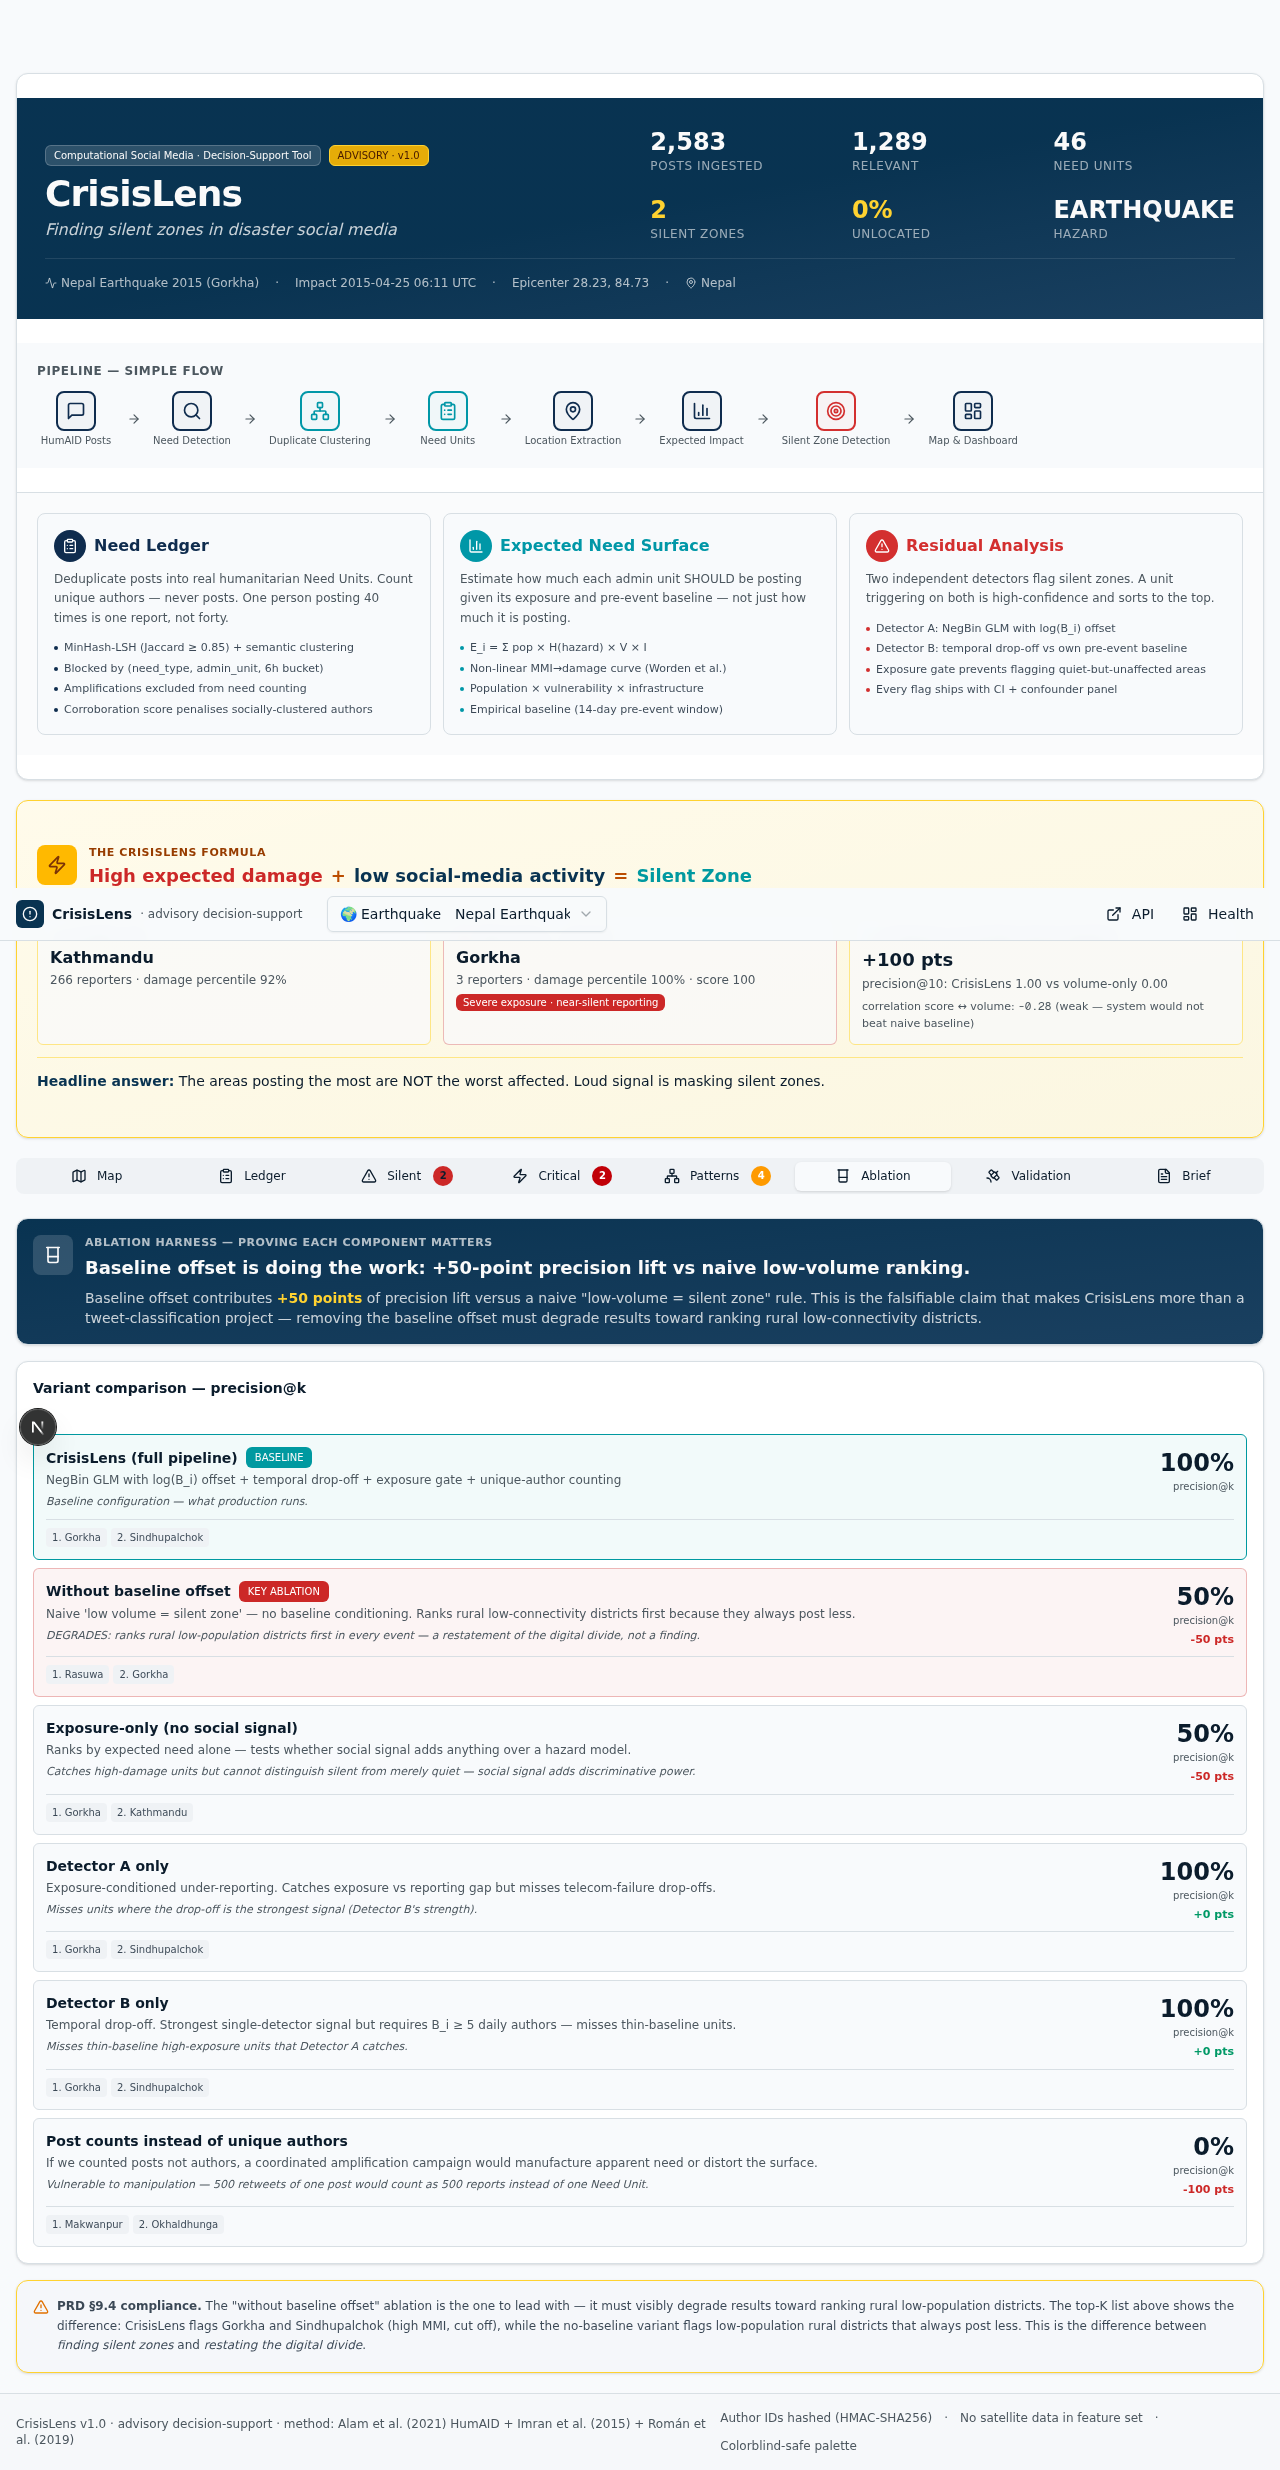 Computational Social Media · Decision-Support Tool
ADVISORY · v1.0
CrisisLens
Finding silent zones in disaster social media
2,583
POSTS INGESTED
1,289
RELEVANT
46
NEED UNITS
2
SILENT ZONES
0%
UNLOCATED
EARTHQUAKE
HAZARD
Nepal Earthquake 2015 (Gorkha) · Impact 2015-04-25 06:11 UTC · Epicenter 28.23, 84.73 · Nepal
PIPELINE — SIMPLE FLOW
HumAID Posts
Need Detection
Duplicate Clustering
Need Units
Location Extraction
Expected Impact
Silent Zone Detection
Map & Dashboard
Need Ledger
Deduplicate posts into real humanitarian Need Units. Count
unique authors — never posts. One person posting 40
times is one report, not forty.
• MinHash-LSH (Jaccard ≥ 0.85) + semantic clustering
• Blocked by (need_type, admin_unit, 6h bucket)
• Amplifications excluded from need counting
• Corroboration score penalises socially-clustered authors
Expected Need Surface
Estimate how much each admin unit SHOULD be posting
given its exposure and pre-event baseline — not just how
much it is posting.
• E_i = Σ pop × H(hazard) × V × I
• Non-linear MMI→damage curve (Worden et al.)
• Population × vulnerability × infrastructure
• Empirical baseline (14-day pre-event window)
Residual Analysis
Two independent detectors flag silent zones. A unit
triggering on both is high-confidence and sorts to the top.
• Detector A: NegBin GLM with log(B_i) offset
• Detector B: temporal drop-off vs own pre-event baseline
• Exposure gate prevents flagging quiet-but-unaffected areas
• Every flag ships with CI + confounder panel
THE CRISISLENS FORMULA
High expected damage + low social-media activity = Silent Zone
CrisisLens · advisory decision-support
Earthquake Nepal Earthquak
API
Health
Kathmandu
266 reporters · damage percentile 92%
Gorkha
3 reporters · damage percentile 100% · score 100
Severe exposure · near-silent reporting
+100 pts
precision@10: CrisisLens 1.00 vs volume-only 0.00
correlation score ↔ volume: -0.28 (weak — system would not
beat naive baseline)
Headline answer: The areas posting the most are NOT the worst affected. Loud signal is masking silent zones.
Map
Ledger
Silent 2
Critical 2
Patterns 4
Ablation
Validation
Brief
ABLATION HARNESS — PROVING EACH COMPONENT MATTERS
Baseline offset is doing the work: +50-point precision lift vs naive low-volume ranking.
Baseline offset contributes +50 points of precision lift versus a naive "low-volume = silent zone" rule. This is the falsifiable claim that makes CrisisLens more than a
tweet-classification project — removing the baseline offset must degrade results toward ranking rural low-connectivity districts.
Variant comparison — precision@k
N
CrisisLens (full pipeline) BASELINE
NegBin GLM with log(B_i) offset + temporal drop-off + exposure gate + unique-author counting
Baseline configuration — what production runs.
100%
precision@k
1. Gorkha 2. Sindhupalchok
Without baseline offset KEY ABLATION
Naive 'low volume = silent zone' — no baseline conditioning. Ranks rural low-connectivity districts first because they always post less.
DEGRADES: ranks rural low-population districts first in every event — a restatement of the digital divide, not a finding.
50%
precision@k
-50 pts
1. Rasuwa 2. Gorkha
Exposure-only (no social signal)
Ranks by expected need alone — tests whether social signal adds anything over a hazard model.
Catches high-damage units but cannot distinguish silent from merely quiet — social signal adds discriminative power.
50%
precision@k
-50 pts
1. Gorkha 2. Kathmandu
Detector A only
Exposure-conditioned under-reporting. Catches exposure vs reporting gap but misses telecom-failure drop-offs.
Misses units where the drop-off is the strongest signal (Detector B's strength).
100%
precision@k
+0 pts
1. Gorkha 2. Sindhupalchok
Detector B only
Temporal drop-off. Strongest single-detector signal but requires B_i ≥ 5 daily authors — misses thin-baseline units.
Misses thin-baseline high-exposure units that Detector A catches.
100%
precision@k
+0 pts
1. Gorkha 2. Sindhupalchok
Post counts instead of unique authors
If we counted posts not authors, a coordinated amplification campaign would manufacture apparent need or distort the surface.
Vulnerable to manipulation — 500 retweets of one post would count as 500 reports instead of one Need Unit.
0%
precision@k
-100 pts
1. Makwanpur 2. Okhaldhunga
PRD §9.4 compliance. The "without baseline offset" ablation is the one to lead with — it must visibly degrade results toward ranking rural low-population districts. The top-K list above shows the
difference: CrisisLens flags Gorkha and Sindhupalchok (high MMI, cut off), while the no-baseline variant flags low-population rural districts that always post less. This is the difference between
finding silent zones and restating the digital divide.
CrisisLens v1.0 · advisory decision-support · method: Alam et al. (2021) HumAID + Imran et al. (2015) + Román et
al. (2019)
Author IDs hashed (HMAC-SHA256) · No satellite data in feature set ·
Colorblind-safe palette